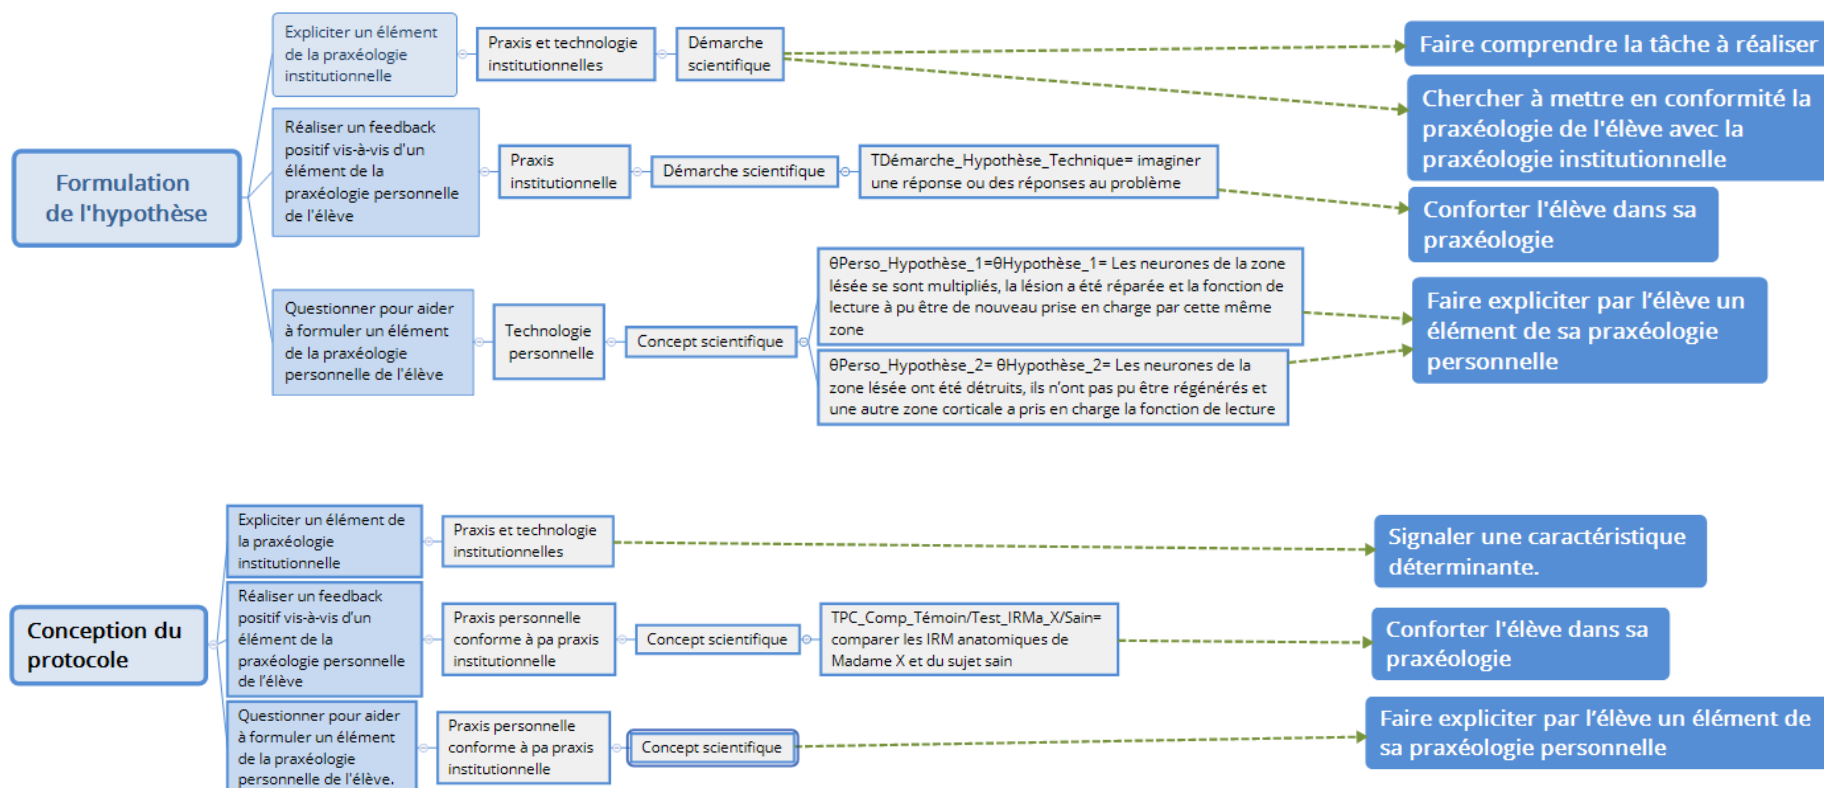 Formulation
de l'hypothèse
Expliciter un élément
de la praxéologie
institutionnelle
Praxis et technologie
institutionnelles
Démarche
scientifique
Faire comprendre la tâche à réaliser
Chercher à mettre en conformité la
praxéologie de l'élève avec la
praxéologie institutionnelle
Réaliser un feedback
positif vis-à-vis d'un
élément de la
praxéologie personnelle
de l'élève
Praxis
institutionnelle
Démarche scientifique
TDémarche_Hypothèse_Technique= imaginer
une réponse ou des réponses au problème
Conforter l'élève dans sa
praxéologie
Questionner pour aider
à formuler un élément
de la praxéologie
personnelle de l'élève
Technologie
personnelle
Concept scientifique
θPerso_Hypothèse_1=θHypothèse_1= Les neurones de la zone
lésée se sont multipliés, la lésion a été réparée et la fonction de
lecture à pu être de nouveau prise en charge par cette même
zone
θPerso_Hypothèse_2= θHypothèse_2= Les neurones de la
zone lésée ont été détruits, ils n'ont pas pu être régénérés et
une autre zone corticale a pris en charge la fonction de lecture
Faire expliciter par l’élève un
élément de sa praxéologie
personnelle
Conception du
protocole
Expliciter un élément de
la praxéologie
institutionnelle
Praxis et technologie
institutionnelles
Signaler une caractéristique
déterminante.
Réaliser un feedback
positif vis-à-vis d’un
élément de la
praxéologie personnelle
de l’élève
Praxis personnelle
conforme à pa praxis
institutionnelle
Concept scientifique
TPC_Comp_Témoin/Test_IRMa_X/Sain=
comparer les IRM anatomiques de
Madame X et du sujet sain
Conforter l'élève dans sa
praxéologie
Questionner pour aider
à formuler un élément
de la praxéologie
personnelle de l'élève.
Praxis personnelle
conforme à pa praxis
institutionnelle
Concept scientifique
Faire expliciter par l’élève un élément de
sa praxéologie personnelle